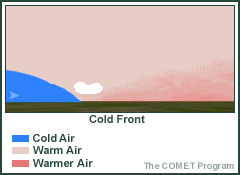 Cold Front
Cold Air
Warm Air
Warmer Air
The COMET Program